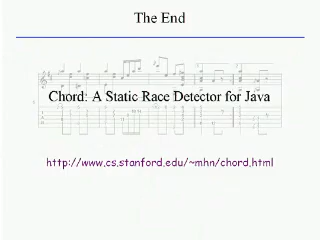 The End
Chord: A Static Race Detector for Java
http://www.cs.stanford.edu/~mhn/chord.html